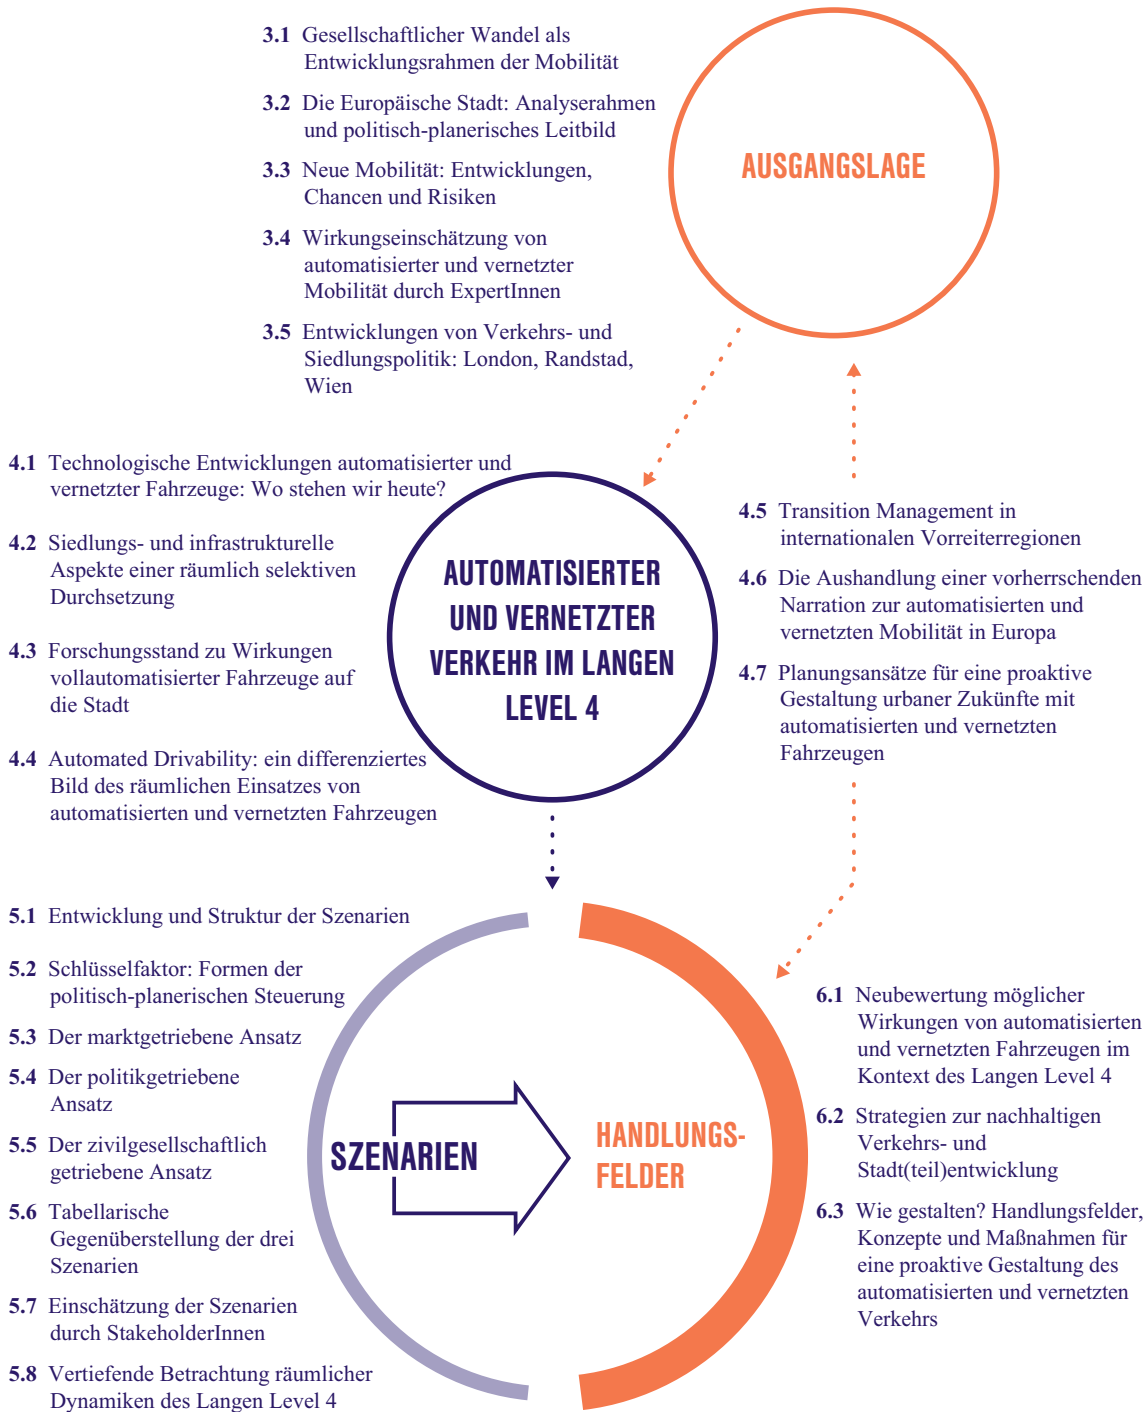 3.1 Gesellschaftlicher Wandel als
Entwicklungsrahmen der Mobilität
3.2 Die Europäische Stadt: Analyserahmen
und politisch-planerisches Leitbild
3.3 Neue Mobilität: Entwicklungen,
Chancen und Risiken
3.4 Wirkungseinschätzung von
automatisierter und vernetzter
Mobilität durch ExpertInnen
3.5 Entwicklungen von Verkehrs- und
Siedlungspolitik: London, Randstad,
Wien
AUSGANGSLAGE
4.1 Technologische Entwicklungen automatisierter und
vernetzter Fahrzeuge: Wo stehen wir heute?
4.2 Siedlungs- und infrastrukturelle
Aspekte einer räumlich selektiven
Durchsetzung
4.3 Forschungsstand zu Wirkungen
vollautomatisierter Fahrzeuge auf
die Stadt
4.4 Automated Drivability: ein differenziertes
Bild des räumlichen Einsatzes von
automatisierten und vernetzten Fahrzeugen
AUTOMATISIERTER
UND VERNETZTER
VERKEHR IM LANGEN
LEVEL 4
4.5 Transition Management in
internationalen Vorreiterregionen
4.6 Die Aushandlung einer vorherrschenden
Narration zur automatisierten und
vernetzten Mobilität in Europa
4.7 Planungsansätze für eine proaktive
Gestaltung urbaner Zukünfte mit
automatisierten und vernetzten
Fahrzeugen
5.1 Entwicklung und Struktur der Szenarien
5.2 Schlüsselfaktor: Formen der
politisch-planerischen Steuerung
5.3 Der marktgetriebene Ansatz
5.4 Der politikgetriebene
Ansatz
5.5 Der zivilgesellschaftlich
getriebene Ansatz
5.6 Tabellarische
Gegenüberstellung der drei
Szenarien
5.7 Einschätzung der Szenarien
durch StakeholderInnen
5.8 Vertiefende Betrachtung räumlicher
Dynamiken des Langen Level 4
SZENARIEN
HANDLUNGS-
FELDER
6.1 Neubewertung möglicher
Wirkungen von automatisierten
und vernetzten Fahrzeugen im
Kontext des Langen Level 4
6.2 Strategien zur nachhaltigen
Verkehrs- und
Stadt(teil)entwicklung
6.3 Wie gestalten? Handlungsfelder,
Konzepte und Maßnahmen für
eine proaktive Gestaltung des
automatisierten und vernetzten
Verkehrs